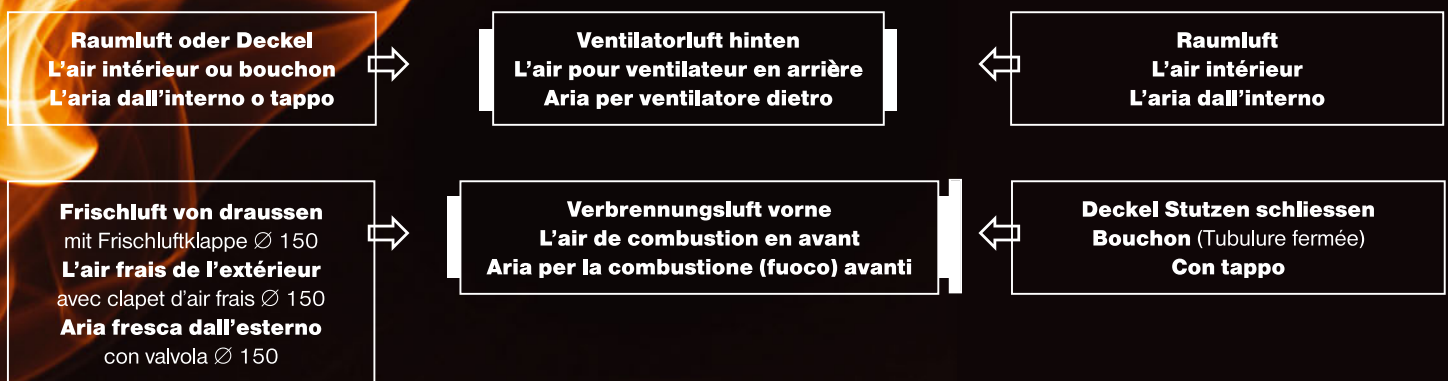 Raumluft oder Deckel
L'air intérieur ou bouchon
L'aria dall'interno o tappo
Ventilatorluft hinten
L'air pour ventilateur en arrière
Aria per ventilatore dietro
Raumluft
L'air intérieur
L'aria dall'interno
Frischluft von draussen
mit Frischluftklappe ∅ 150
L'air frais de l'extérieur
avec clapet d'air frais ∅ 150
Aria fresca dall'esterno
con valvola ∅ 150
Verbrennungsluft vorne
L'air de combustion en avant
Aria per la combustione (fuoco) avanti
Deckel Stutzen schliessen
Bouchon (Tubulure fermée)
Con tappo